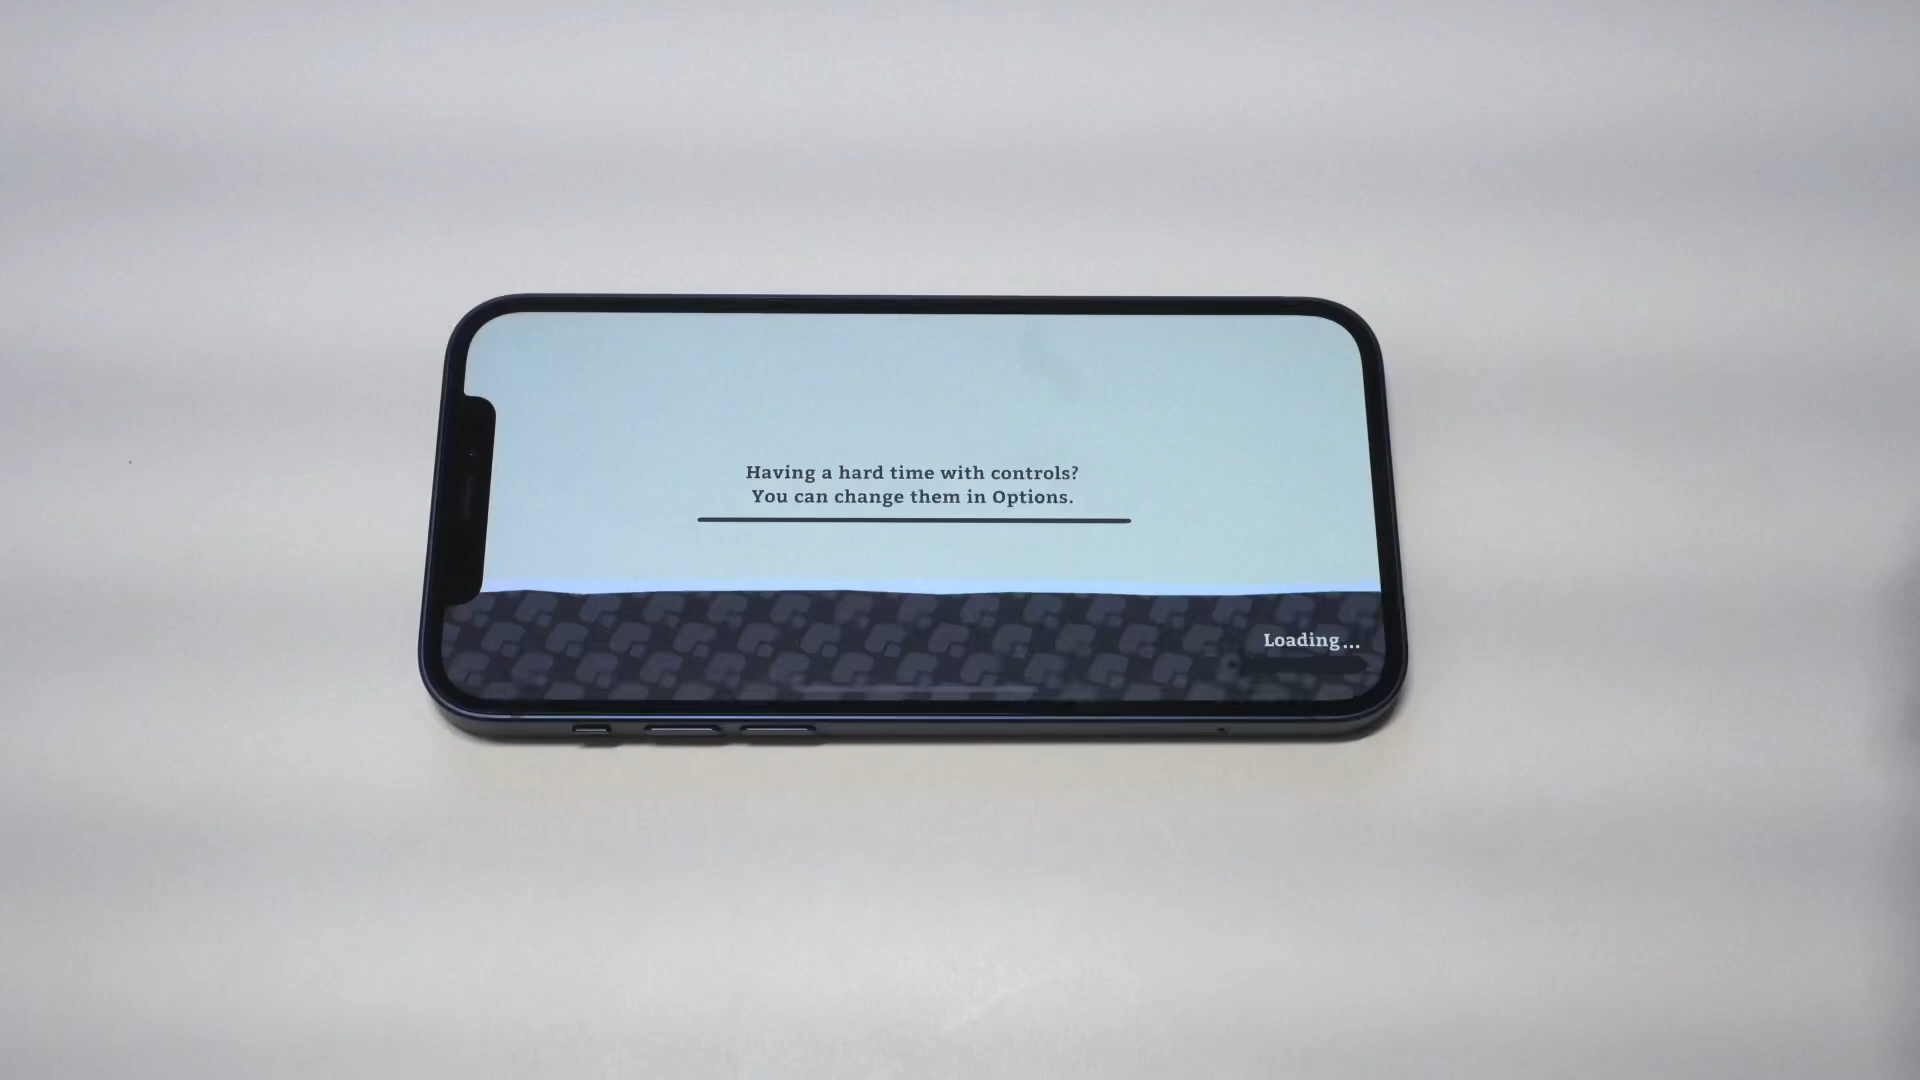 Having a hard time with controls?
You can change them in Options.
Loading...